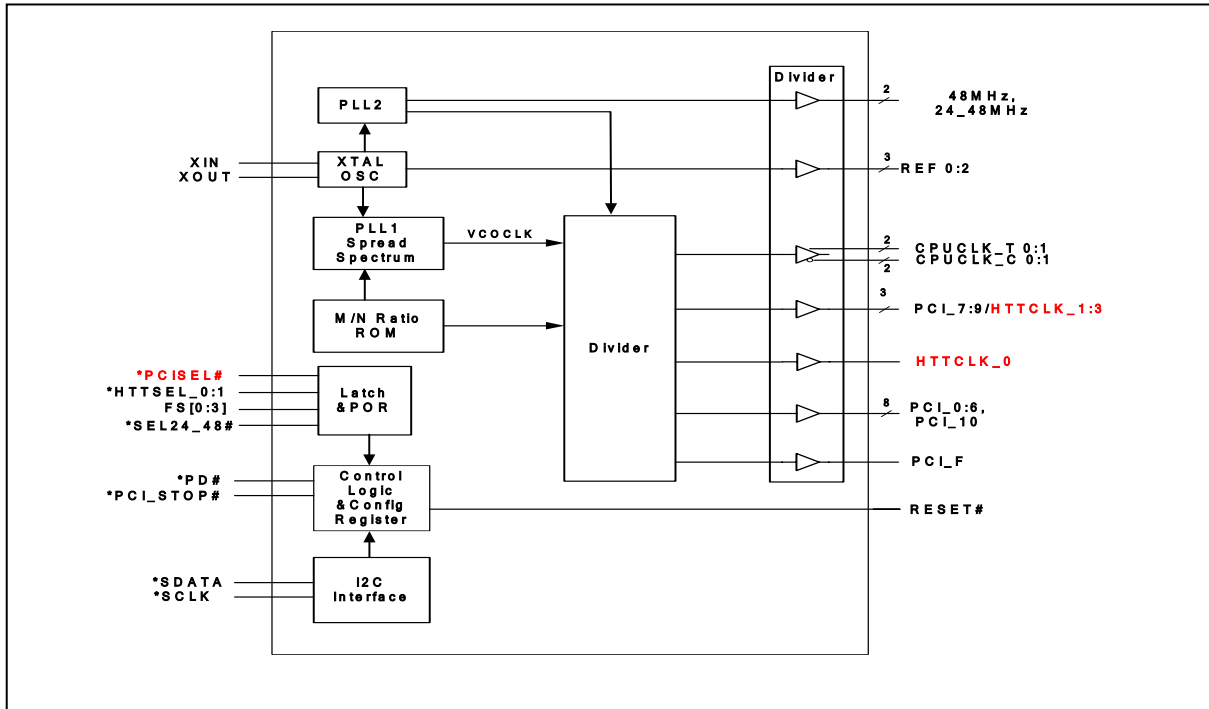 Divider
2
48MHz,
24_48MHz
PLL2
XIN
XOUT
XTAL
OSC
3
REF 0:2
PLL1
Spread
Spectrum
VCOCLK
2
CPUCLK_T 0:1
CPUCLK_C 0:1
2
M/N Ratio
ROM
3
PCI_7:9/HTTCLK_1:3
Divider
HTTCLK_0
*PCISEL#
*HTTSEL_0:1
FS[0:3]
*SEL24_48#
Latch
&POR
8
PCI_0:6,
PCI_10
PCI_F
*PD#
*PCI_STOP#
Control
Logic
&Config
Register
RESET#
*SDATA
*SCLK
I2C
Interface